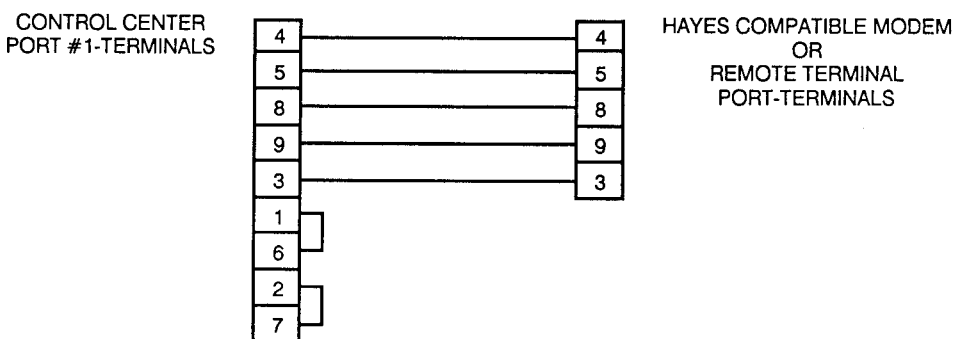 CONTROL CENTER
PORT #1-TERMINALS
4
5
8
9
3
1
6
2
7
4
5
8
9
3
HAYES COMPATIBLE MODEM
OR
REMOTE TERMINAL
PORT-TERMINALS